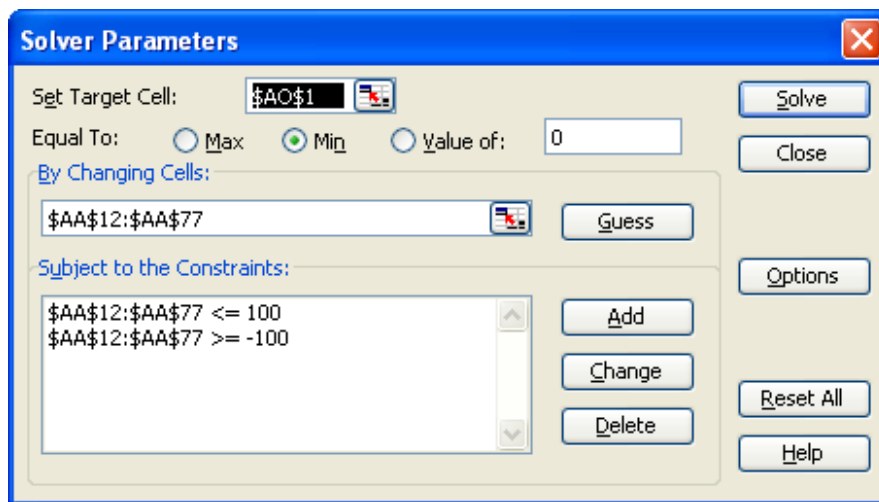 Solver Parameters
Set Target Cell: $AO$1 Solve
Equal To: Max Min Value of: 0 Close
By Changing Cells:
$AA$12:$AA$77 Guess
Subject to the Constraints: Options
$AA$12:$AA$77 <= 100 Add
$AA$12:$AA$77 >= -100
Change
Reset All
Delete
Help